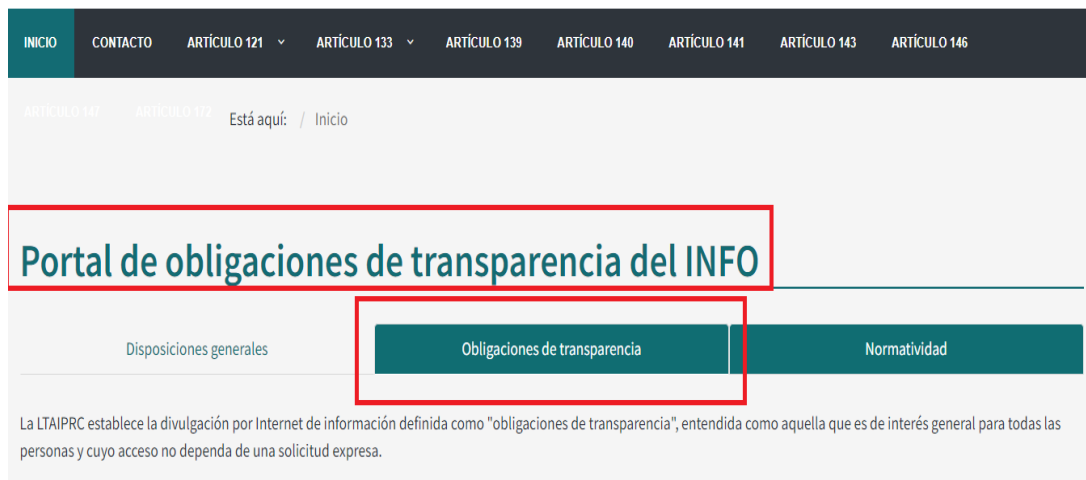 INICIO CONTACTO ARTÍCULO 121 ARTÍCULO 133 ARTÍCULO 139 ARTÍCULO 140 ARTÍCULO 141 ARTÍCULO 143 ARTÍCULO 146
ARTÍCULO 147 ARTÍCULO 172 Está aquí: / Inicio
Portal de obligaciones de transparencia del INFO
Disposiciones generales Obligaciones de transparencia Normatividad
La LTAIPRC establece la divulgación por Internet de información definida como "obligaciones de transparencia", entendida como aquella que es de interés general para todas las
personas y cuyo acceso no dependa de una solicitud expresa.